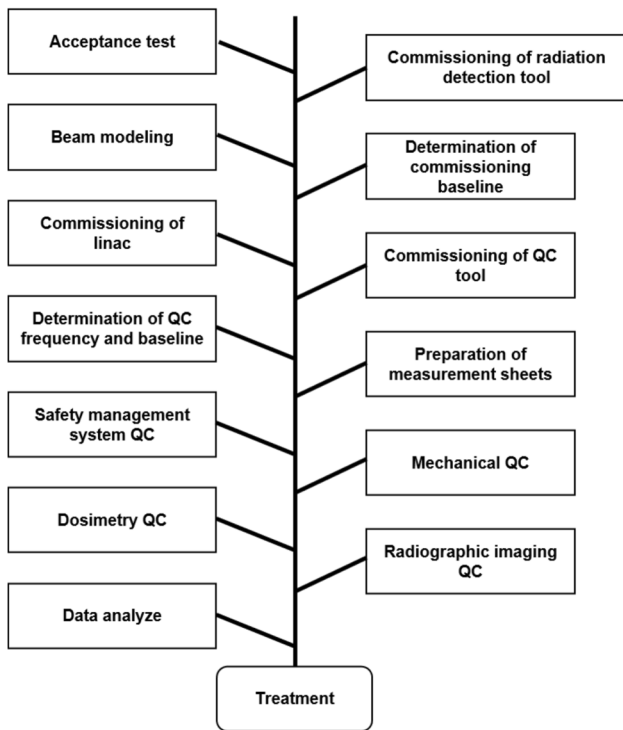 Acceptance test
Commissioning of radiation
detection tool
Beam modeling
Determination of
commissioning
baseline
Commissioning of
linac
Commissioning of QC
tool
Determination of QC
frequency and baseline
Preparation of
measurement sheets
Safety management
system QC
Mechanical QC
Dosimetry QC
Radiographic imaging
QC
Data analyze
Treatment